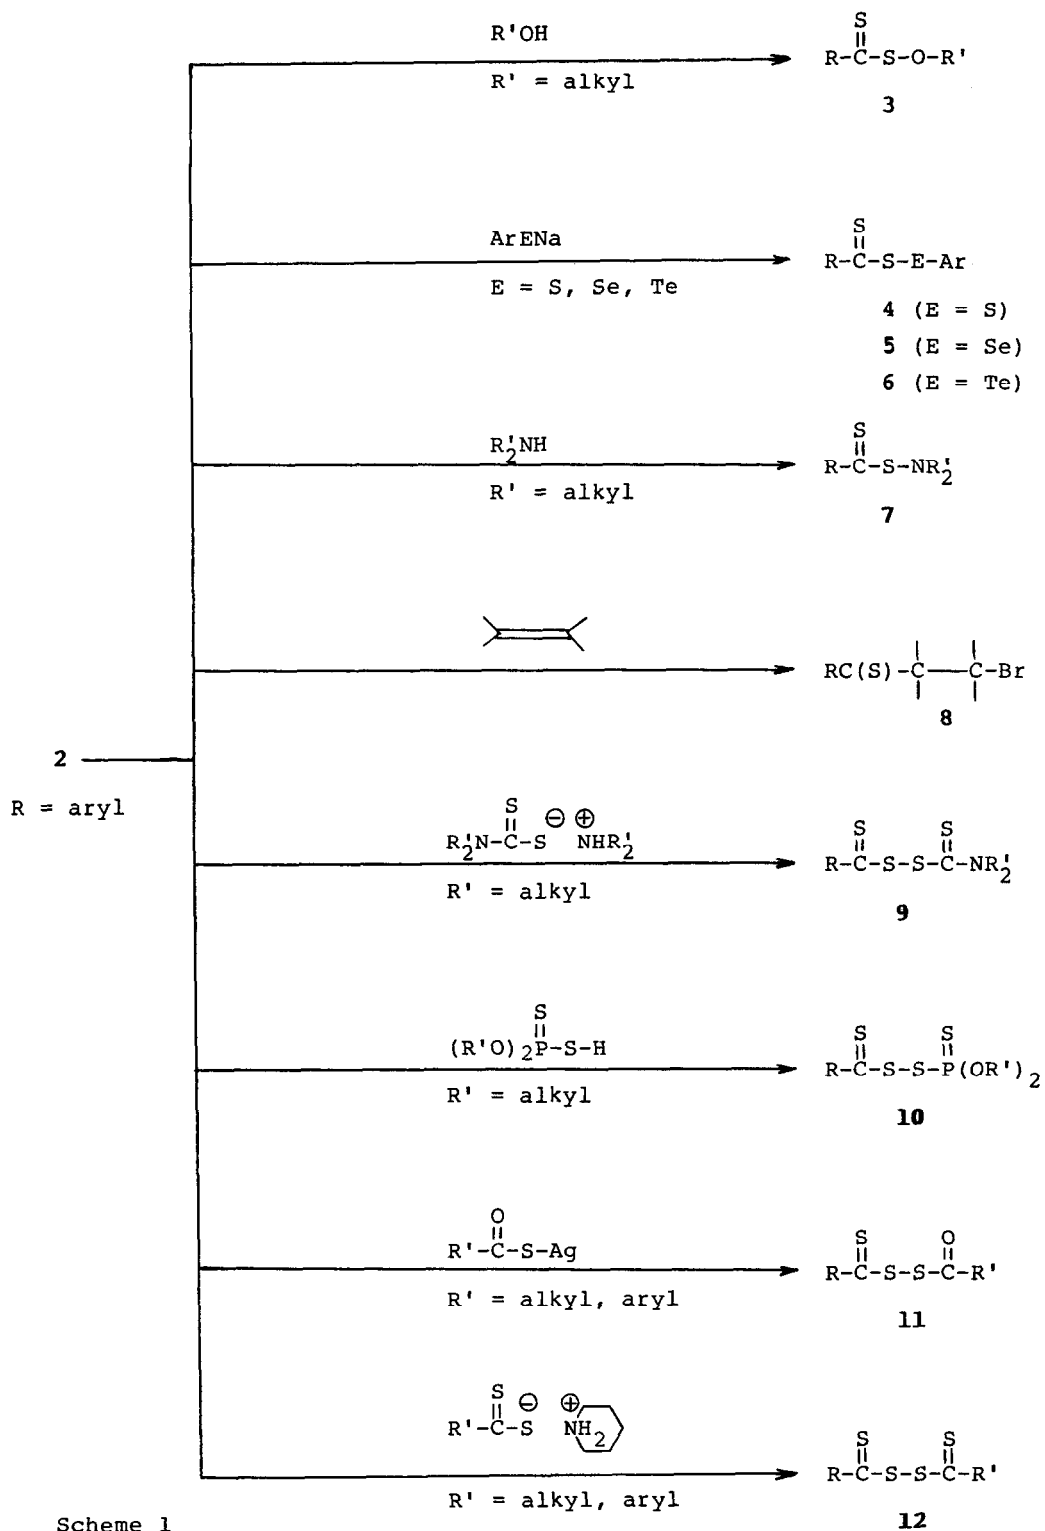 R'OH
R' = alkyl
S
R-C-S-O-R'
3
ArENa
E = S, Se, Te
S
R-C-S-E-Ar
4 (E = S)
5 (E = Se)
6 (E = Te)
R'2NH
R' = alkyl
S
R-C-S-NR'2
7
RC(S)-C-C-Br
8
2
R = aryl
S
R'2N-C-S ⊖ ⊕ NHR'2
R' = alkyl
S S
R-C-S-S-C-NR'2
9
S
(R'O)2P-S-H
R' = alkyl
S S
R-C-S-S-P(OR')2
10
O
R'-C-S-Ag
R' = alkyl, aryl
S O
R-C-S-S-C-R'
11
S
R'-C-S ⊖ ⊕ NH2
R' = alkyl, aryl
S S
R-C-S-S-C-R'
12
Scheme 1